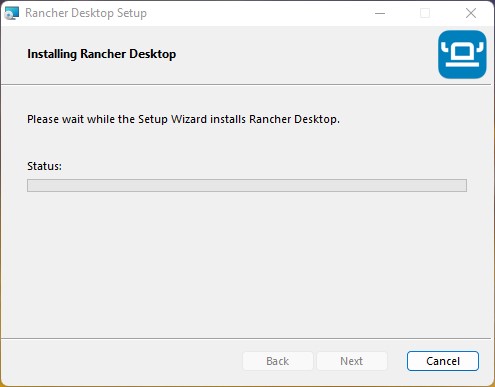 Rancher Desktop Setup
Installing Rancher Desktop
Please wait while the Setup Wizard installs Rancher Desktop.
Status:
Back Next Cancel